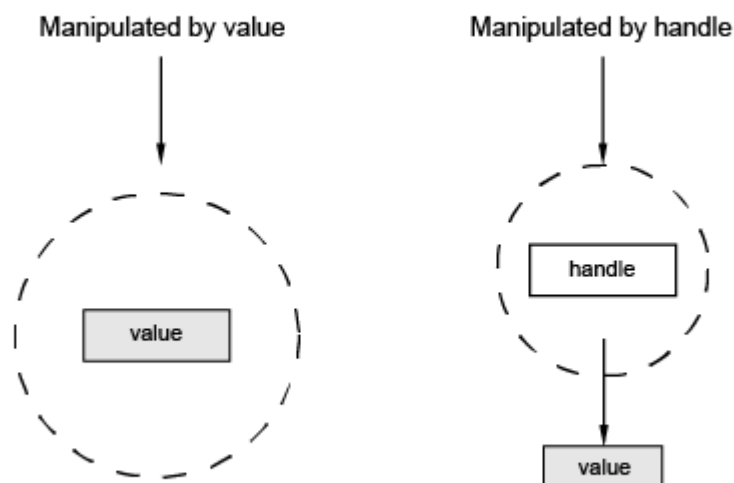 Manipulated by value
Manipulated by handle
value
handle
value